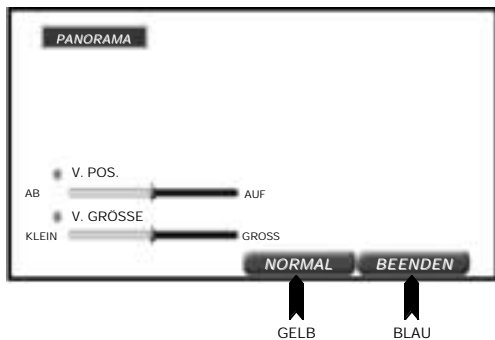 PANORAMA
V. POS.
AB AUF
V. GRÖSSE
KLEIN GROSS
NORMAL BEENDEN
GELB BLAU